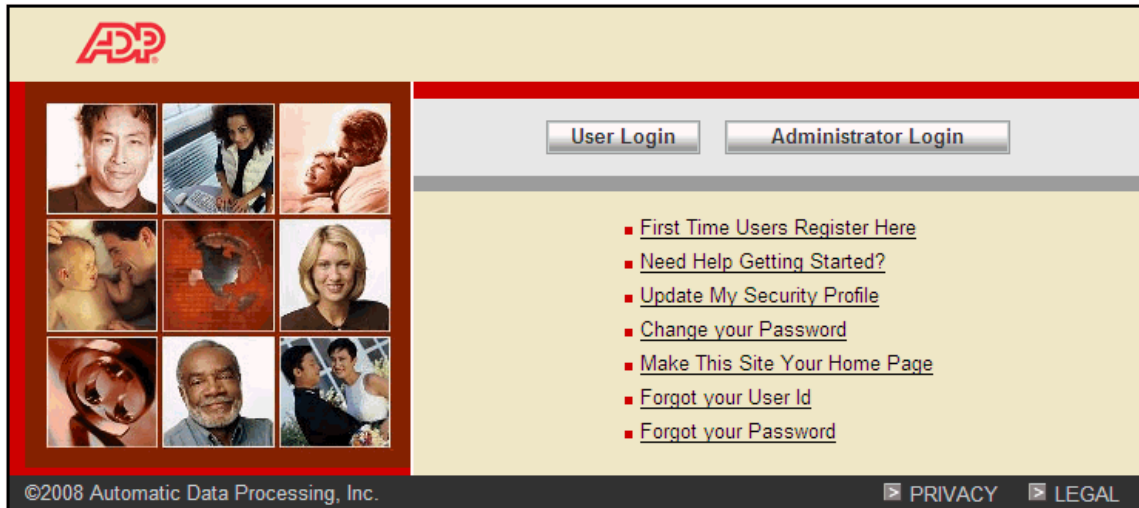 ADP
User Login
Administrator Login
First Time Users Register Here
Need Help Getting Started?
Update My Security Profile
Change your Password
Make This Site Your Home Page
Forgot your User Id
Forgot your Password
©2008 Automatic Data Processing, Inc.
PRIVACY
LEGAL